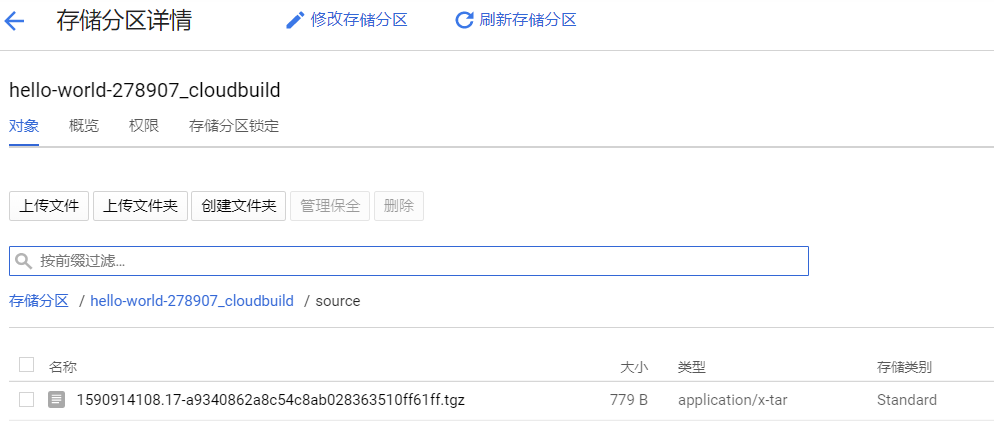 存储分区详情 修改存储分区 刷新存储分区
hello-world-278907_cloudbuild
对象 概览 权限 存储分区锁定
上传文件 上传文件夹 创建文件夹 管理保全 删除
按前缀过滤...
存储分区 / hello-world-278907_cloudbuild / source
名称 大小 类型 存储类别
1590914108.17-a9340862a8c54c8ab028363510ff61ff.tgz 779 B application/x-tar Standard